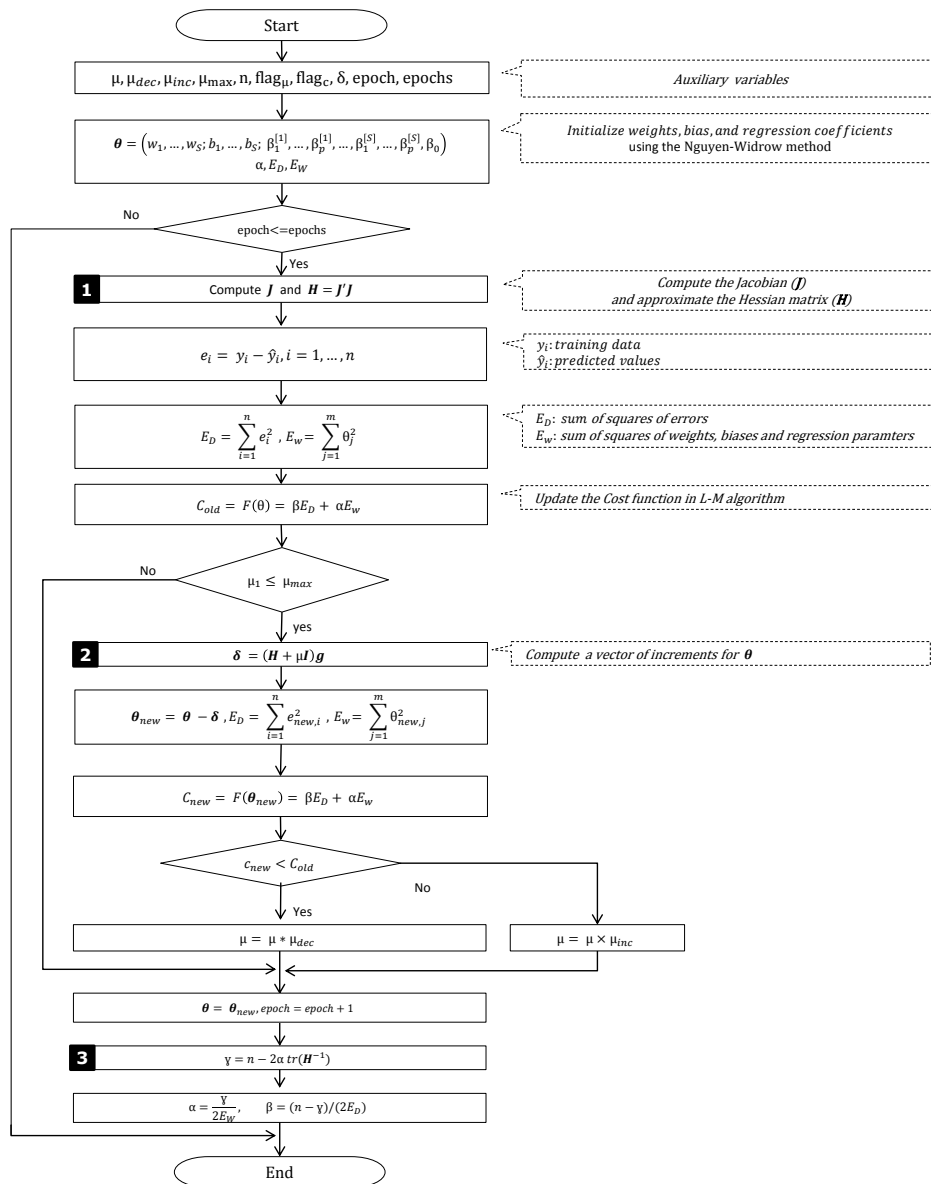 Start
μ, μ_dec, μ_inc, μ_max, n, flag_μ, flag_c, δ, epoch, epochs
Auxiliary variables
θ = (w_1, … , w_S; b_1, … , b_S; β_1^[1], … , β_p^[1], … , β_1^[S], … , β_p^[S], β_0)
α, E_D, E_W
Initialize weights, bias, and regression coefficients
using the Nguyen-Widrow method
No
epoch<=epochs
Yes
1
Compute J and H = J'J
Compute the Jacobian (J)
and approximate the Hessian matrix (H)
e_i = y_i − ŷ_i, i = 1, … , n
y_i: training data
ŷ_i: predicted values
E_D = ∑_{i=1}^{n} e_i^2 , E_w = ∑_{j=1}^{m} θ_j^2
E_D: sum of squares of errors
E_w: sum of squares of weights, biases and regression paramters
C_old = F(θ) = βE_D + αE_w
Update the Cost function in L-M algorithm
No
μ_1 ≤ μ_max
yes
2
δ = (H + μI)g
Compute a vector of increments for θ
θ_new = θ − δ , E_D = ∑_{i=1}^{n} e_{new,i}^2 , E_w = ∑_{j=1}^{m} θ_{new,j}^2
C_new = F(θ_new) = βE_D + αE_w
c_new < C_old
No
Yes
μ = μ * μ_dec
μ = μ × μ_inc
θ = θ_new, epoch = epoch + 1
3
γ = n − 2α tr(H^−1)
α = γ/2E_W, β = (n − γ)/(2E_D)
End